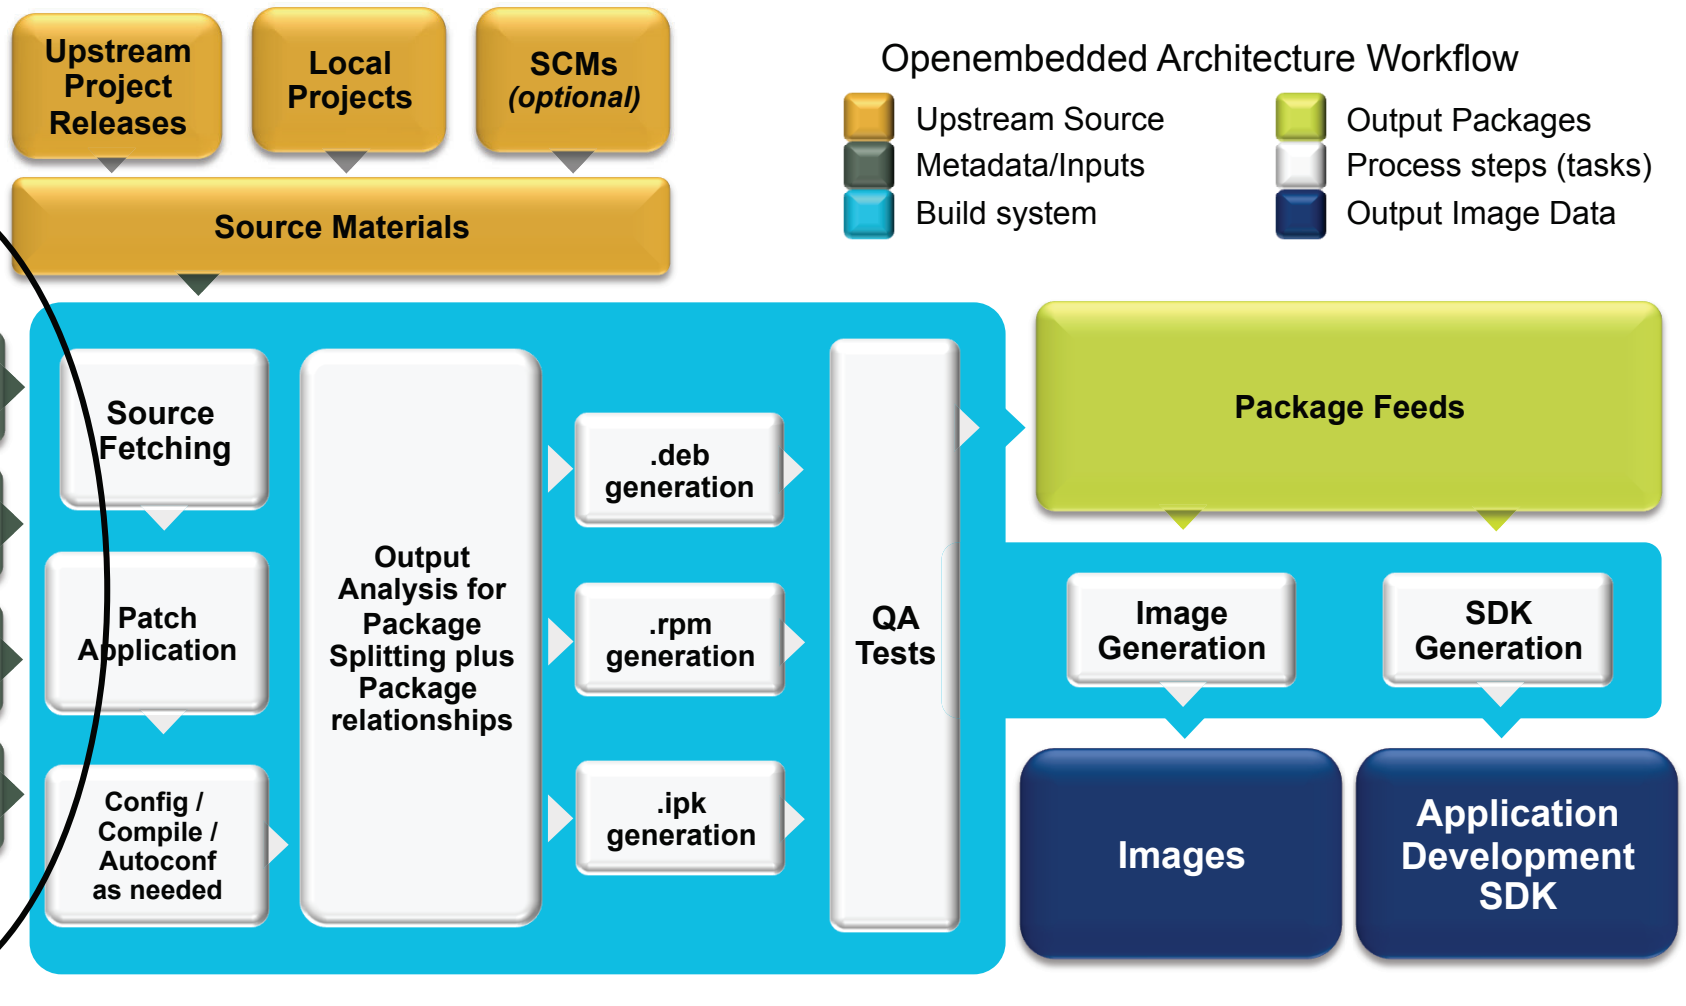 Upstream
Project
Releases
Local
Projects
SCMs
(optional)
Source Materials
Openembedded Architecture Workflow
Upstream Source
Metadata/Inputs
Build system
Output Packages
Process steps (tasks)
Output Image Data
Source
Fetching
Patch
Application
Config /
Compile /
Autoconf
as needed
Output
Analysis for
Package
Splitting plus
Package
relationships
.deb
generation
.rpm
generation
.ipk
generation
QA
Tests
Package Feeds
Image
Generation
SDK
Generation
Images
Application
Development
SDK